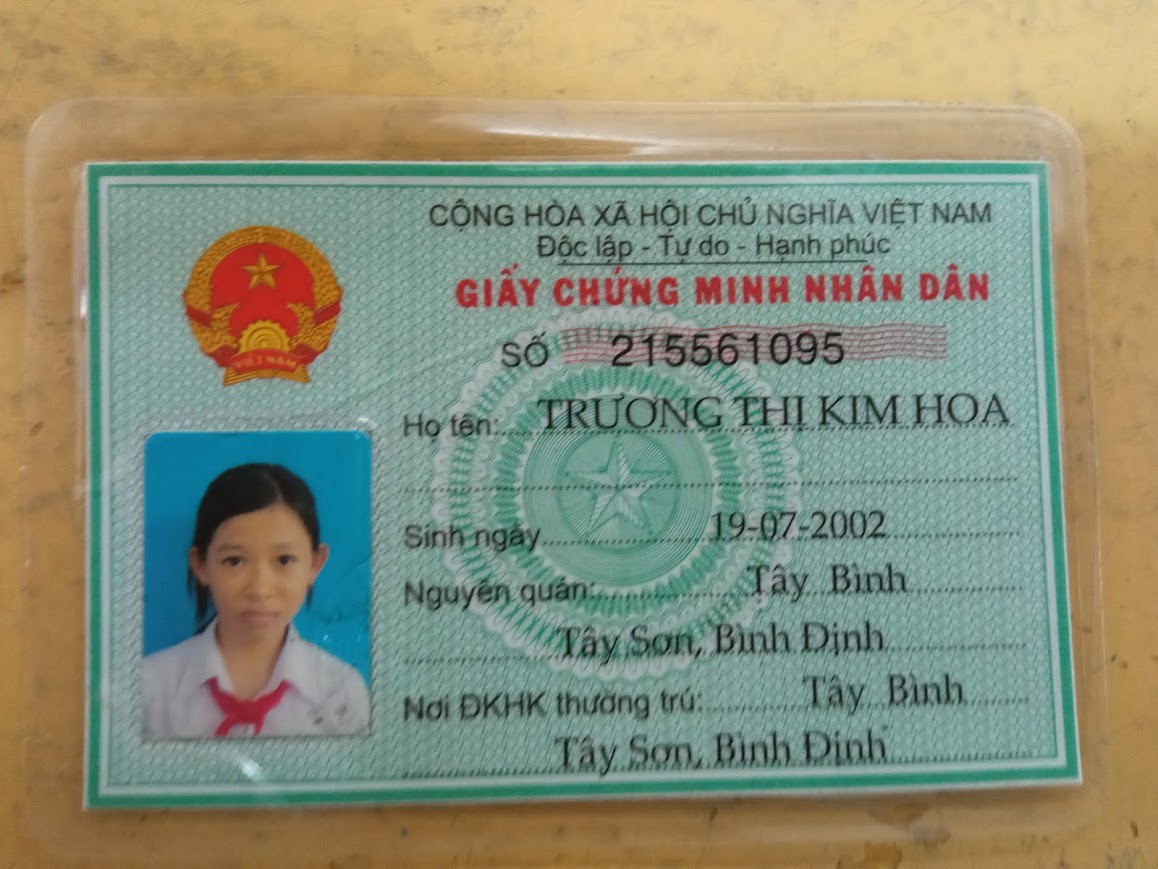 CỘNG HÒA XÃ HỘI CHỦ NGHĨA VIỆT NAM
Độc lập - Tự do - Hạnh phúc
GIẤY CHỨNG MINH NHÂN DÂN
SỐ 215561095
VIỆT NAM
Họ tên: TRƯƠNG THỊ KIM HOA
Sinh ngày 19-07-2002
Nguyên quán: Tây Bình
Tây Sơn, Bình Định
Nơi ĐKHK thường trú: Tây Bình
Tây Sơn, Bình Định